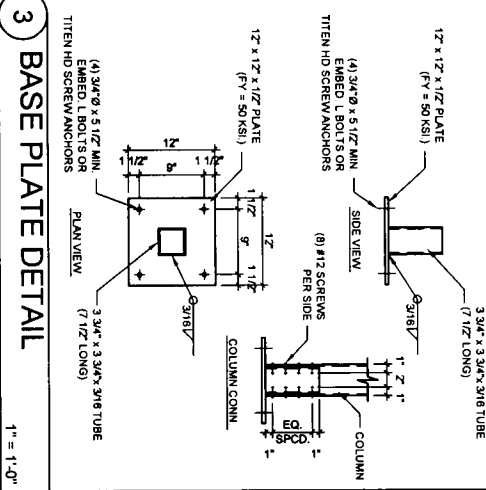 12" x 12" x 1/2" PLATE
(FY = 50 KSI.)
(4) 3/4"Ø x 5 1/2" MIN.
EMBED. L BOLTS OR
TITEN HD SCREW ANCHORS
SIDE VIEW
3/16
3 3/4" x 3 3/4"x 3/16 TUBE
(7 1/2" LONG)
12" x 12" x 1/2" PLATE
(FY = 50 KSI.)
12"
1 1/2"
9"
1 1/2"
1 1/2"
9"
1 1/2"
12"
(4) 3/4"Ø x 5 1/2" MIN.
EMBED. L BOLTS OR
TITEN HD SCREW ANCHORS
PLAN VIEW
3/16
3 3/4" x 3 3/4"x 3/16 TUBE
(7 1/2" LONG)
(8) #12 SCREWS
PER SIDE
1"
2"
1"
COLUMN
1"
EQ.
SPCD.
1"
COLUMN CONN
3
BASE PLATE DETAIL
1" = 1'-0"